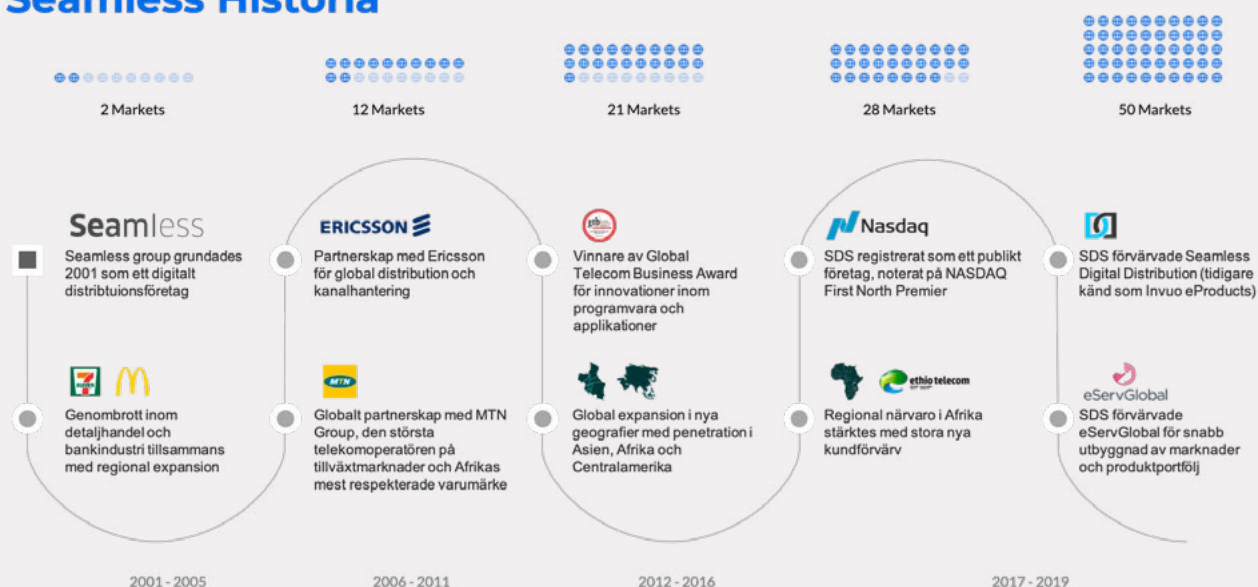 Seamless Historia
2 Markets
12 Markets
21 Markets
28 Markets
50 Markets
Seamless
Seamless group grundades
2001 som ett digitalt
distribtuionsföretag
ERICSSON
Partnerskap med Ericsson
för global distribution och
kanalhantering
gtb
Vinnare av Global
Telecom Business Award
för innovationer inom
programvara och
applikationer
Nasdaq
SDS registrerat som ett publikt
företag, noterat på NASDAQ
First North Premier
SDS förvärvade Seamless
Digital Distribution (tidigare
känd som Invuo eProducts)
7
ELEVEN
Genombrott inom
detaljhandel och
bankindustri tillsammans
med regional expansion
MTN
Globalt partnerskap med MTN
Group, den största
telekomoperatören på
tillväxtmarknader och Afrikas
mest respekterade varumärke
Global expansion i nya
geografier med penetration i
Asien, Afrika och
Centralamerika
ethio telecom
Regional närvaro i Afrika
stärktes med stora nya
kundförvärv
eServGlobal
SDS förvärvade
eServGlobal för snabb
utbyggnad av marknader
och produktportfölj
2001 - 2005
2006 - 2011
2012 - 2016
2017 - 2019